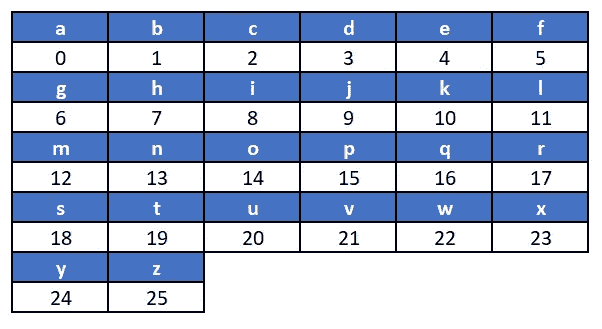 a b c d e f
0 1 2 3 4 5
g h i j k l
6 7 8 9 10 11
m n o p q r
12 13 14 15 16 17
s t u v w x
18 19 20 21 22 23
y z
24 25